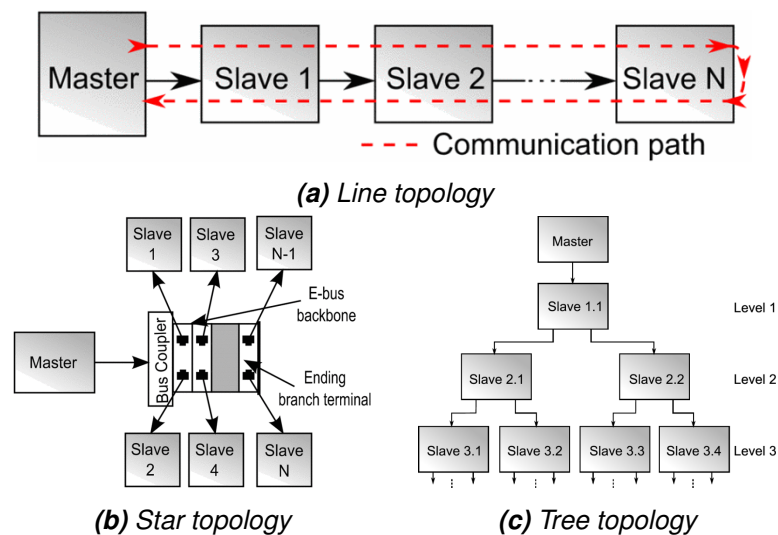 Master
Slave 1
Slave 2
Slave N
Communication path
(a) Line topology
Slave 1
Slave 3
Slave N-1
E-bus backbone
Master
Bus Coupler
Ending branch terminal
Slave 2
Slave 4
Slave N
(b) Star topology
Master
Slave 1.1
Level 1
Slave 2.1
Slave 2.2
Level 2
Slave 3.1
Slave 3.2
Slave 3.3
Slave 3.4
Level 3
(c) Tree topology